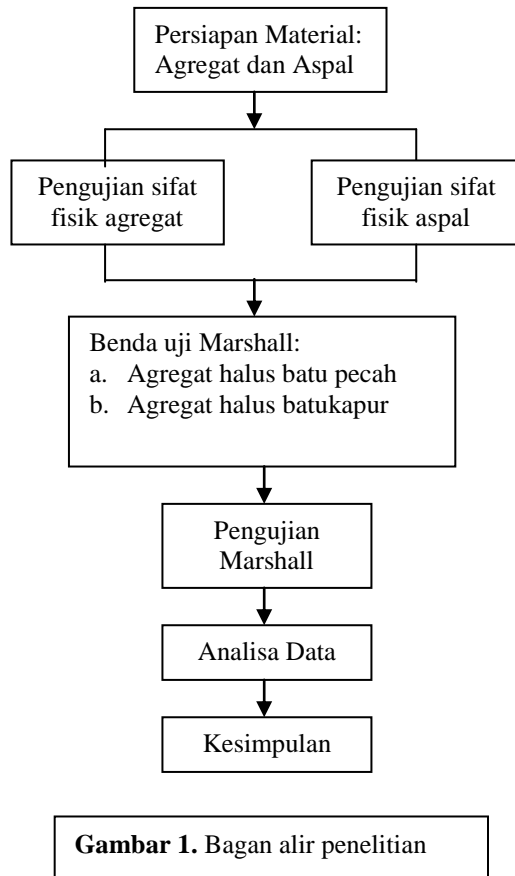 Persiapan Material:
Agregat dan Aspal
Pengujian sifat
fisik agregat
Pengujian sifat
fisik aspal
Benda uji Marshall:
a. Agregat halus batu pecah
b. Agregat halus batukapur
Pengujian
Marshall
Analisa Data
Kesimpulan
Gambar 1. Bagan alir penelitian